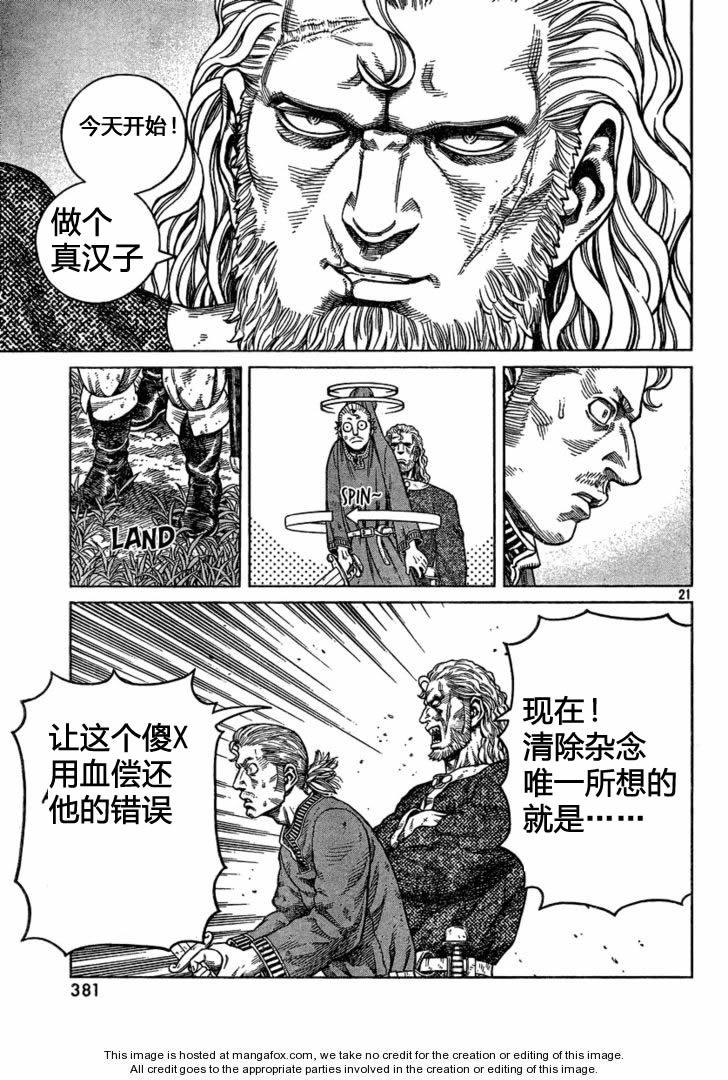 今天开始！
做个
真汉子
LAND
SPIN~
21
现在！
清除杂念
唯一所想的
就是……
让这个傻X
用血偿还
他的错误
381
This image is hosted at mangafox.com, we take no credit for the creation or editing of this image.
All credit goes to the appropriate parties involved in the creation or editing of this image.